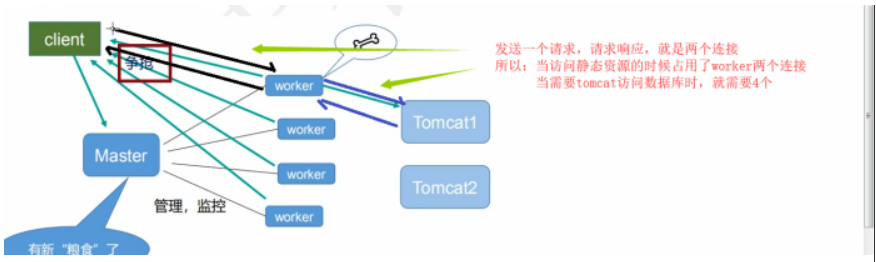 client
争抢
worker
发送一个请求，请求响应，就是两个连接
所以：当访问静态资源的时候占用了worker两个连接
当需要tomcat访问数据库时，就需要4个
worker
Tomcat1
Master
worker
Tomcat2
管理，监控
worker
有新“粮食”了